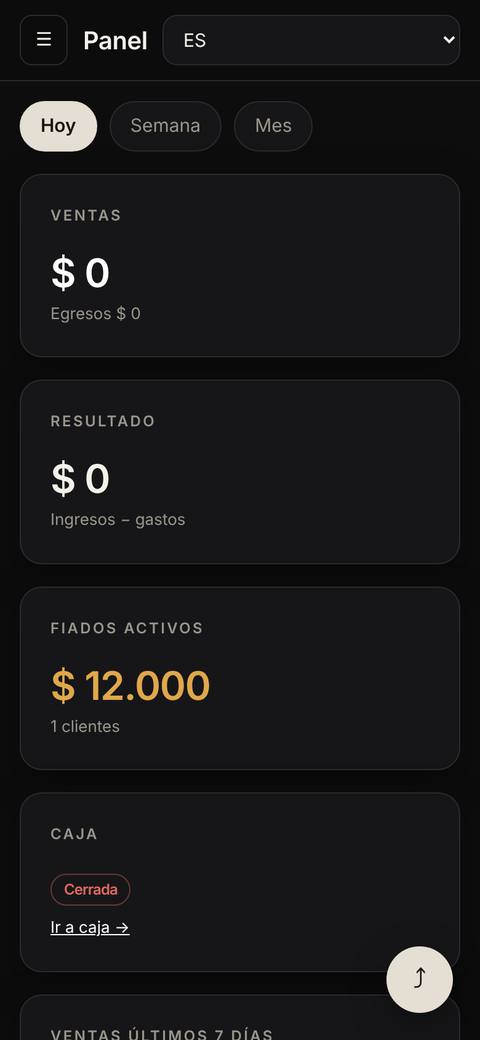 Panel
ES
Hoy
Semana
Mes
VENTAS
$ 0
Egresos $ 0
RESULTADO
$ 0
Ingresos – gastos
FIADOS ACTIVOS
$ 12.000
1 clientes
CAJA
Cerrada
Ir a caja →
VENTAS ÚLTIMOS 7 DÍAS